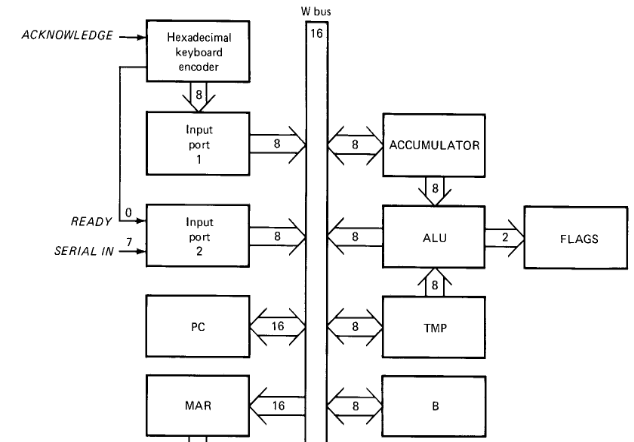 W bus
16
ACKNOWLEDGE
Hexadecimal
keyboard
encoder
8
Input
port
1
8
8
ACCUMULATOR
8
READY
0
SERIAL IN
7
Input
port
2
8
8
ALU
2
FLAGS
8
PC
16
8
TMP
MAR
16
8
B